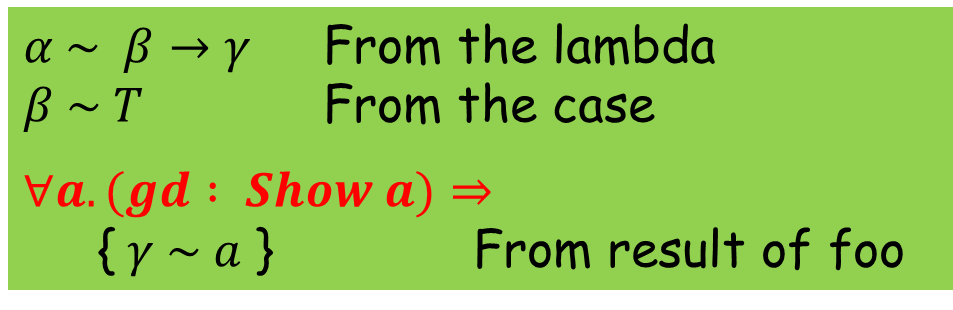 α ~ β → γ From the lambda
β ~ T From the case
∀a. (gd : Show a) ⇒
{ γ ~ a } From result of foo